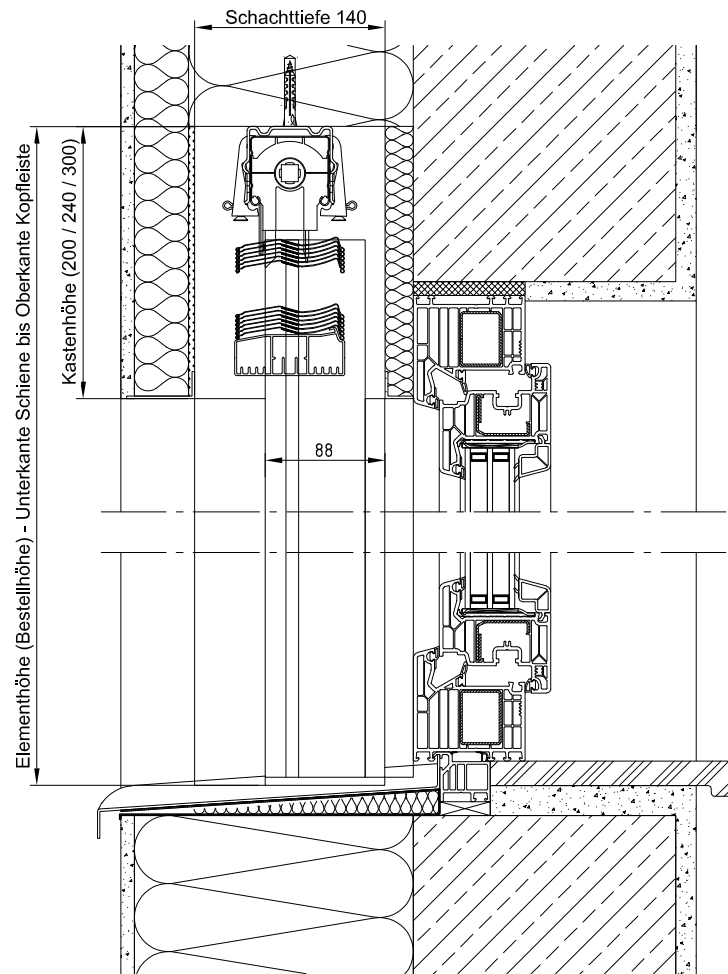 Schachttiefe 140
Kastenhöhe (200 / 240 / 300)
Elementhöhe (Bestellhöhe) - Unterkante Schiene bis Oberkante Kopfleiste
88